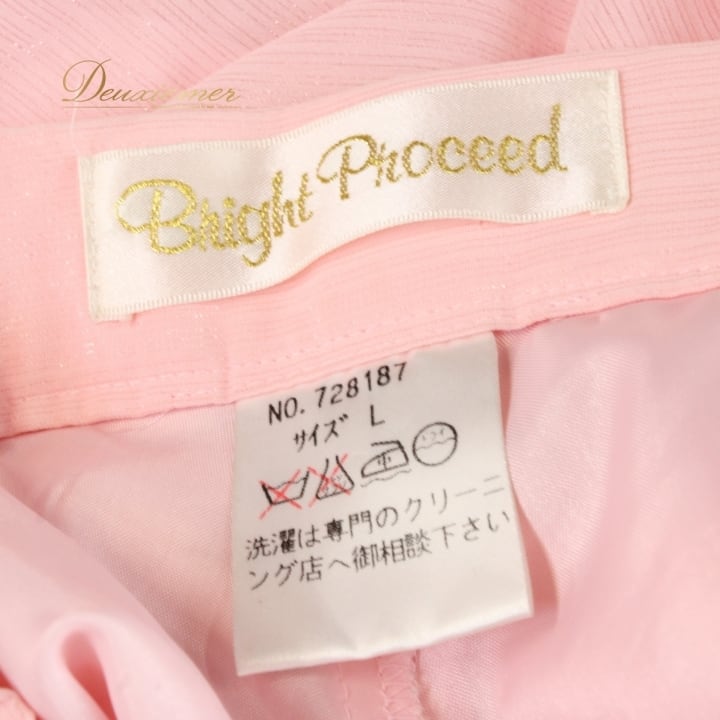 Deuxiemer
Bright Proceed
NO. 728187
サイズ L
洗濯は専門のクリーニ
ング店へ御相談下さい